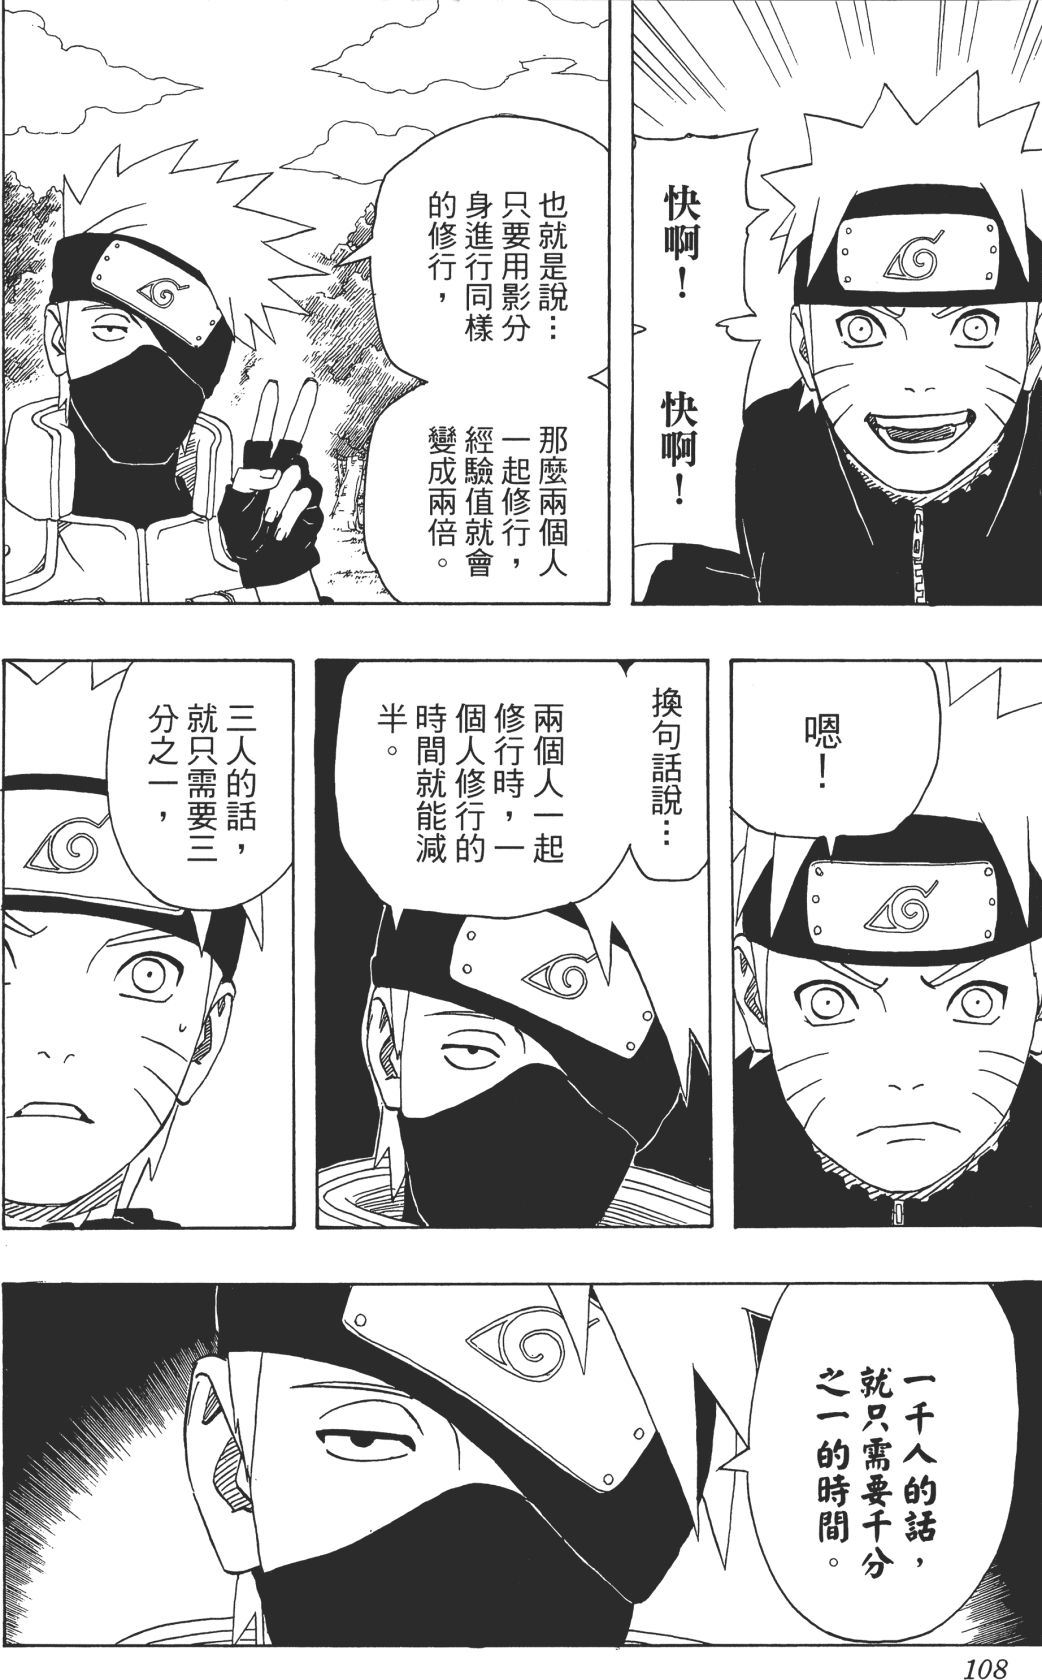 快啊！
快啊！
也就是說…
只要用影分
身進行同樣
的修行，
那麼兩個人
一起修行，
經驗值就會
變成兩倍。
嗯！
換句話說…
兩個人一起
修行時，一
個人修行的
時間就能減
半。
三人的話，
就只需要三
分之一，
一千人的話，
就只需要千分
之一的時間。
108